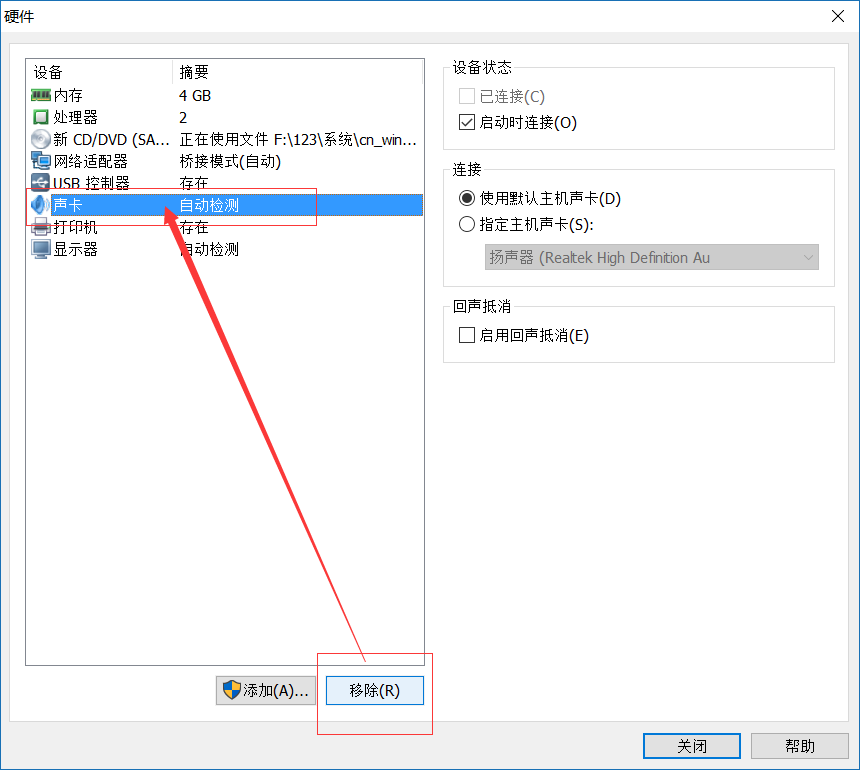 硬件
设备 摘要
内存 4 GB
处理器 2
新 CD/DVD (SA... 正在使用文件 F:\123\系统\cn_win...
网络适配器 桥接模式(自动)
USB 控制器 存在
声卡 自动检测
打印机 存在
显示器 自动检测
添加(A)... 移除(R)
设备状态
已连接(C)
启动时连接(O)
连接
使用默认主机声卡(D)
指定主机声卡(S):
扬声器 (Realtek High Definition Au
回声抵消
启用回声抵消(E)
关闭 帮助